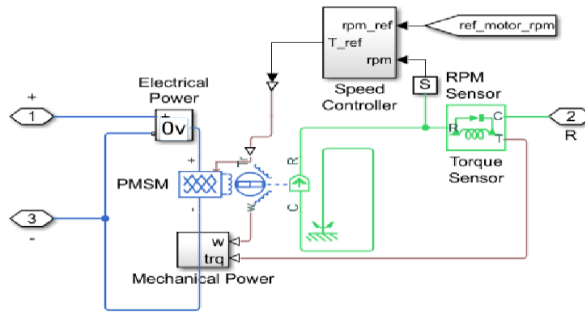 rpm_ref
T_ref
rpm
ref_motor_rpm
Speed
Controller
S
RPM
Sensor
Electrical
Power
+
1
+
0v
R
C
T
2
R
Torque
Sensor
R
C
+
PMSM
-
w
3
-
w
trq
Mechanical Power